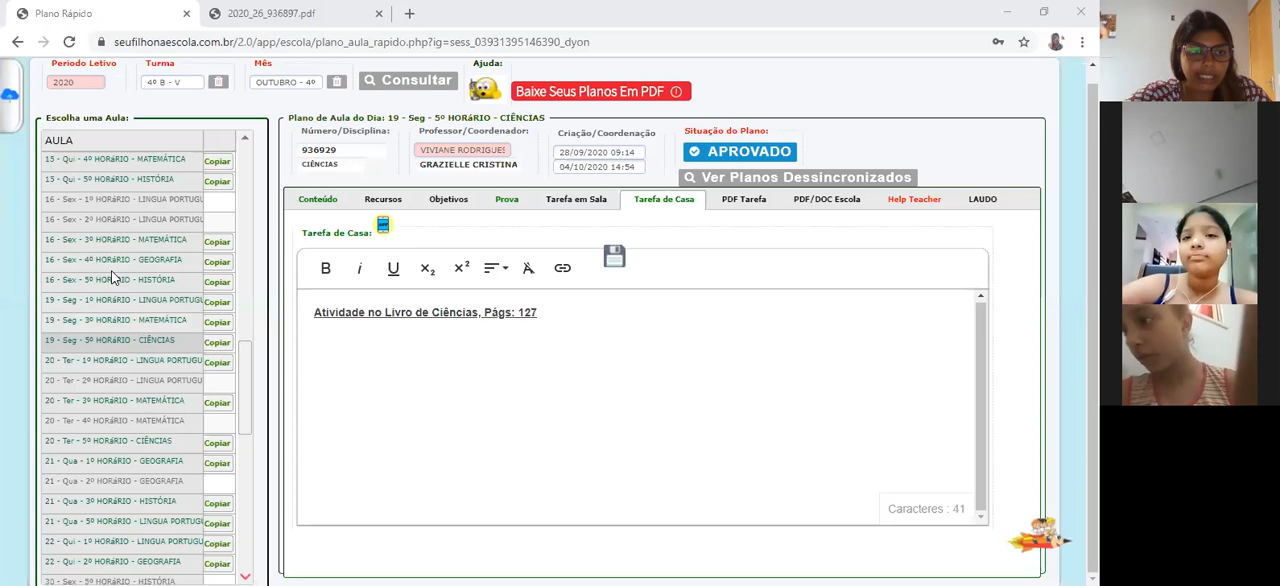 Plano Rápido
2020_26_936897.pdf
seufilhonaescola.com.br/2.0/app/escola/plano_aula_rapido.php?ig=sess_03931395146390_dyon
Periodo Letivo
Turma
Mês
Ajuda:
2020
4º B - V
OUTUBRO - 4º
Consultar
Baixe Seus Planos Em PDF
Escolha uma Aula:
AULA
15 - Qui - 4º HORáRIO - MATEMÁTICA Copiar
15 - Qui - 5º HORáRIO - HISTÓRIA Copiar
16 - Sex - 1º HORáRIO - LINGUA PORTUGU
16 - Sex - 2º HORáRIO - LINGUA PORTUGU
16 - Sex - 3º HORáRIO - MATEMÁTICA Copiar
16 - Sex - 4º HORáRIO - GEOGRAFIA Copiar
16 - Sex - 5º HORáRIO - HISTÓRIA Copiar
19 - Seg - 1º HORáRIO - LINGUA PORTUGU Copiar
19 - Seg - 3º HORáRIO - MATEMÁTICA Copiar
19 - Seg - 5º HORáRIO - CIÊNCIAS Copiar
20 - Ter - 1º HORáRIO - LINGUA PORTUGU Copiar
20 - Ter - 2º HORáRIO - LINGUA PORTUGU
20 - Ter - 3º HORáRIO - MATEMÁTICA Copiar
20 - Ter - 4º HORáRIO - MATEMÁTICA
20 - Ter - 5º HORáRIO - CIÊNCIAS Copiar
21 - Qua - 1º HORáRIO - GEOGRAFIA Copiar
21 - Qua - 2º HORáRIO - GEOGRAFIA
21 - Qua - 3º HORáRIO - HISTÓRIA Copiar
21 - Qua - 5º HORáRIO - LINGUA PORTUGU Copiar
22 - Qui - 1º HORáRIO - LINGUA PORTUGU Copiar
22 - Qui - 2º HORáRIO - GEOGRAFIA Copiar
30 - Sex - 5º HORáRIO - HISTÓRIA
Plano de Aula do Dia: 19 - Seg - 5º HORáRIO - CIÊNCIAS
Número/Disciplina:
Professor/Coordenador:
Criação/Coordenação
Situação do Plano:
936929
VIVIANE RODRIGUES
28/09/2020 09:14
APROVADO
CIÊNCIAS
GRAZIELLE CRISTINA
04/10/2020 14:54
Ver Planos Dessincronizados
Conteúdo
Recursos
Objetivos
Prova
Tarefa em Sala
Tarefa de Casa
PDF Tarefa
PDF/DOC Escola
Help Teacher
LAUDO
Tarefa de Casa:
B i U x₂ x²
Atividade no Livro de Ciências, Págs: 127
Caracteres : 41